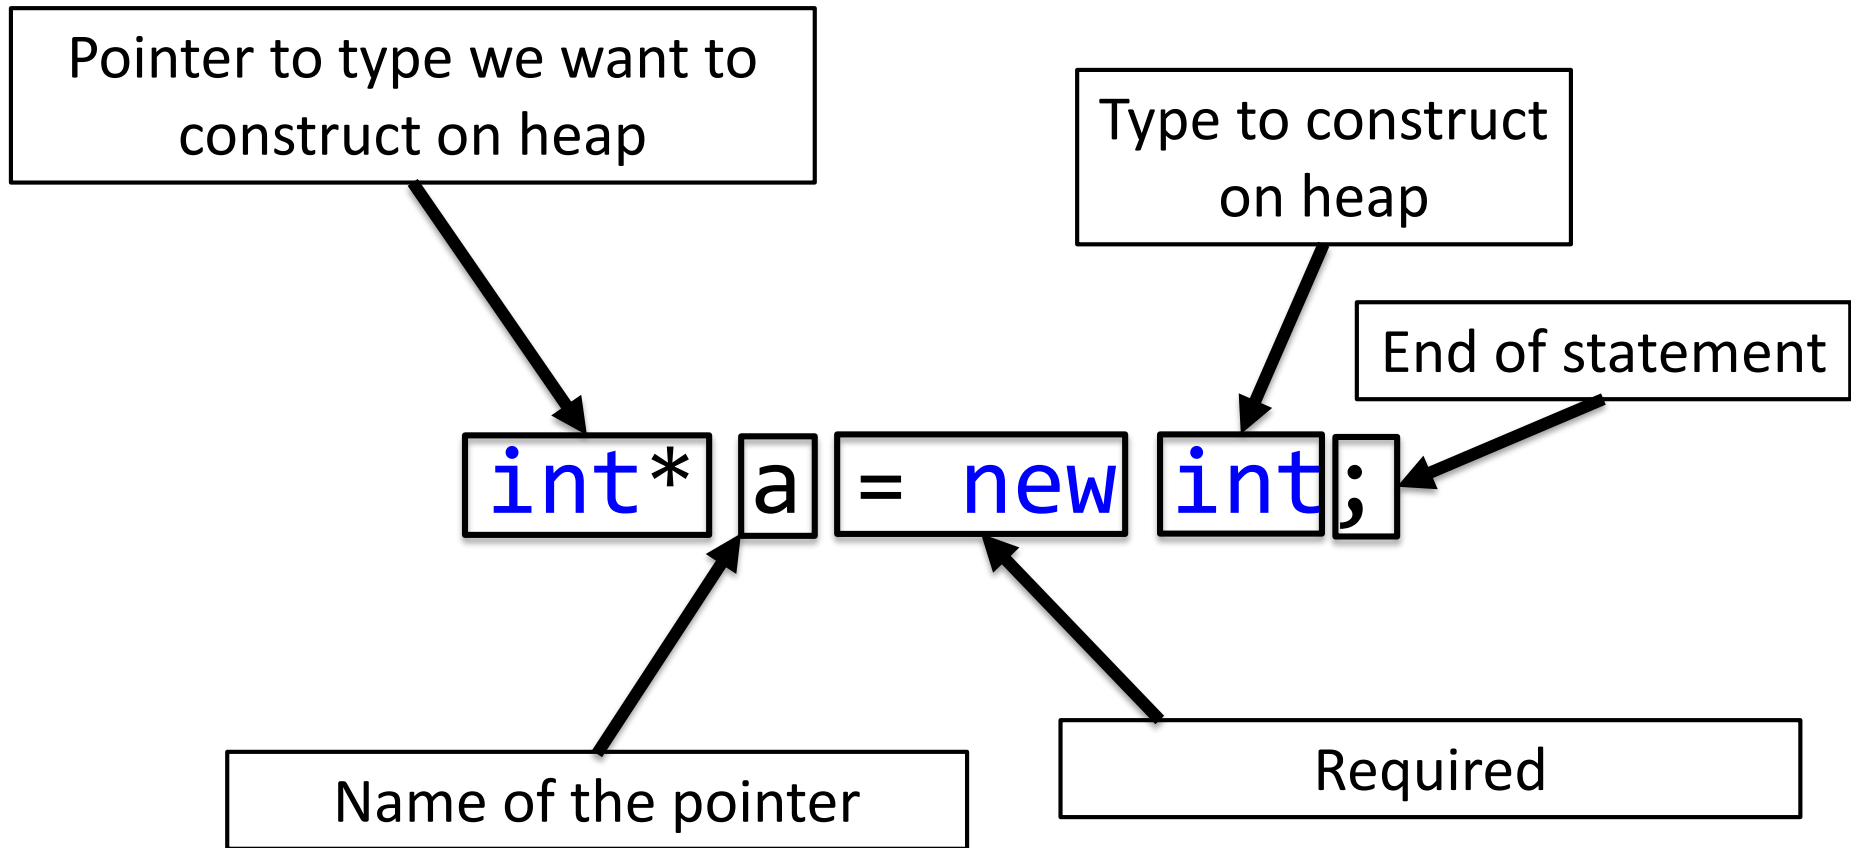 Pointer to type we want to
construct on heap
Type to construct
on heap
End of statement
int* a = new int;
Name of the pointer
Required